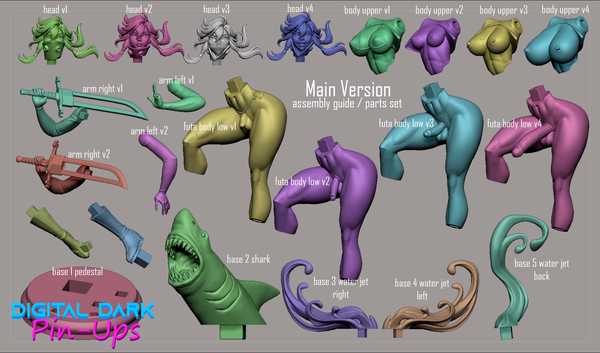 head v1
head v2
head v3
head v4
body upper v1
body upper v2
body upper v3
body upper v4
arm right v1
arm left v1
Main Version
assembly guide / parts set
arm right v2
arm left v2
futa body low v1
futa body low v2
futa body low v3
futa body low v4
base 1 pedestal
base 2 shark
base 3 water jet
right
base 4 water jet
left
base 5 water jet
back
DIGITAL DARK
Pin-Ups